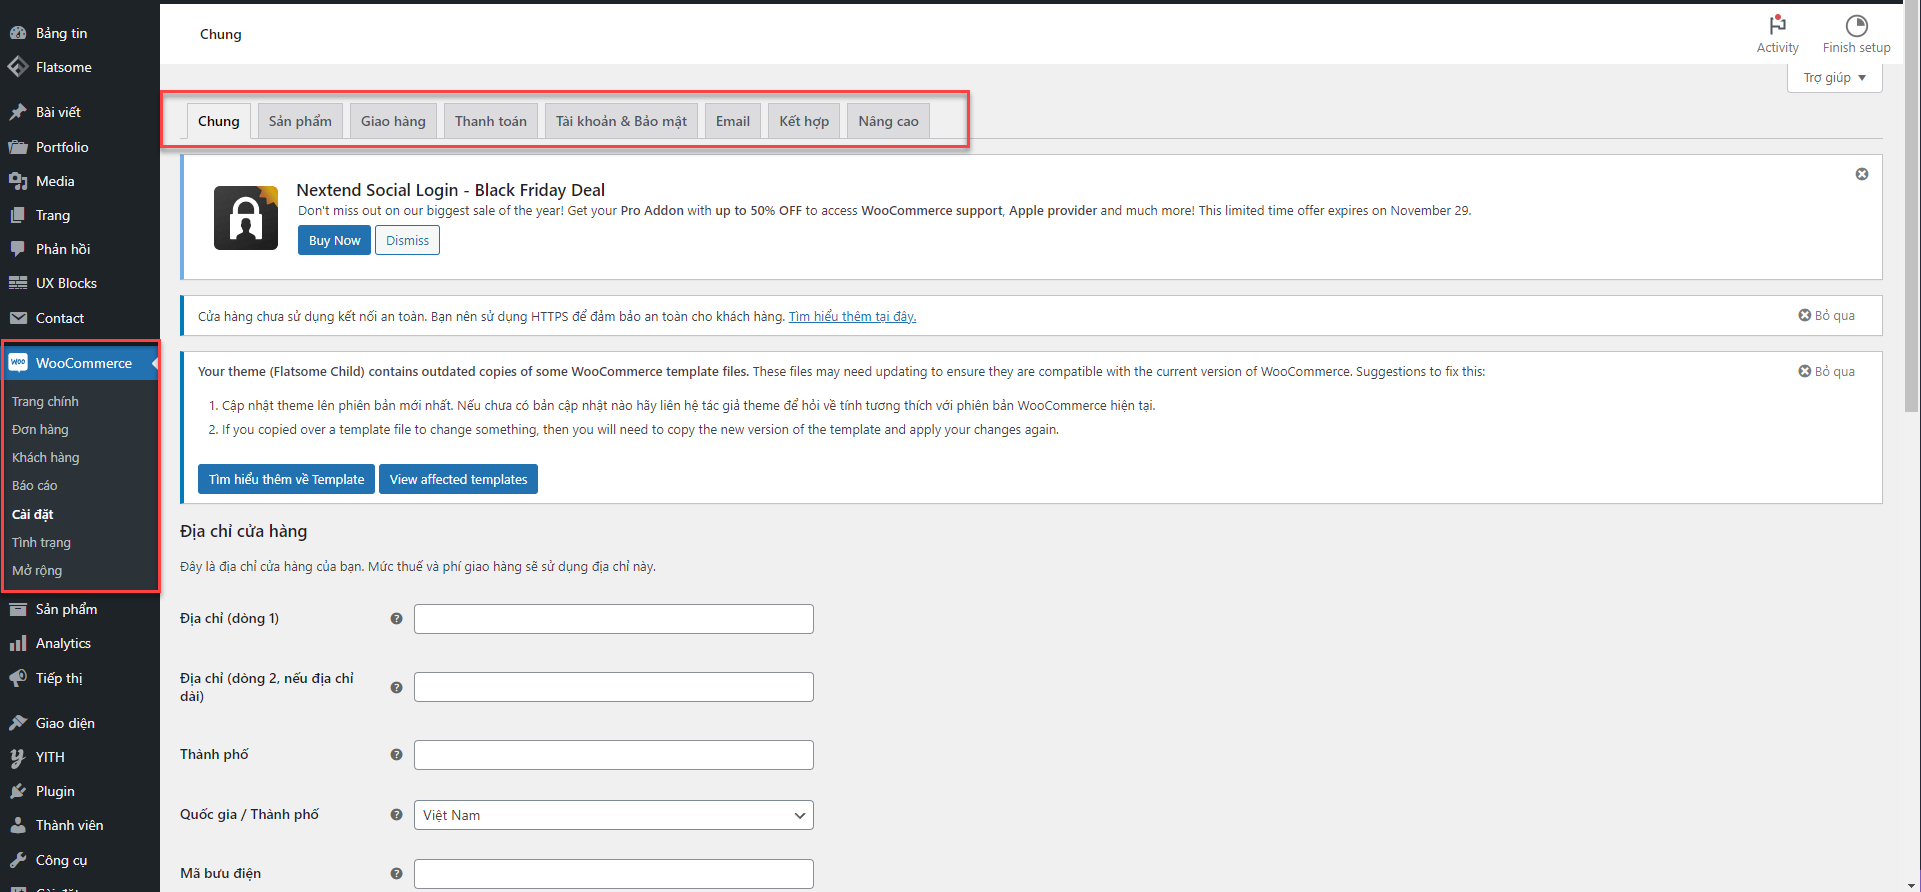 Bảng tin
Flatsome
Bài viết
Portfolio
Media
Trang
Phản hồi
UX Blocks
Contact
WooCommerce
Trang chính
Đơn hàng
Khách hàng
Báo cáo
Cài đặt
Tình trạng
Mở rộng
Sản phẩm
Analytics
Tiếp thị
Giao diện
YITH
Plugin
Thành viên
Công cụ
Cài đặt
Chung
Activity
Finish setup
Trợ giúp
Chung Sản phẩm Giao hàng Thanh toán Tài khoản & Bảo mật Email Kết hợp Nâng cao
Nextend Social Login - Black Friday Deal
Don't miss out on our biggest sale of the year! Get your Pro Addon with up to 50% OFF to access WooCommerce support, Apple provider and much more! This limited time offer expires on November 29.
Buy Now Dismiss
Cửa hàng chưa sử dụng kết nối an toàn. Bạn nên sử dụng HTTPS để đảm bảo an toàn cho khách hàng. Tìm hiểu thêm tại đây.
Bỏ qua
Your theme (Flatsome Child) contains outdated copies of some WooCommerce template files. These files may need updating to ensure they are compatible with the current version of WooCommerce. Suggestions to fix this:
Bỏ qua
1. Cập nhật theme lên phiên bản mới nhất. Nếu chưa có bản cập nhật nào hãy liên hệ tác giả theme để hỏi về tính tương thích với phiên bản WooCommerce hiện tại.
2. If you copied over a template file to change something, then you will need to copy the new version of the template and apply your changes again.
Tìm hiểu thêm về Template View affected templates
Địa chỉ cửa hàng
Đây là địa chỉ cửa hàng của bạn. Mức thuế và phí giao hàng sẽ sử dụng địa chỉ này.
Địa chỉ (dòng 1)
Địa chỉ (dòng 2, nếu địa chỉ
dài)
Thành phố
Quốc gia / Thành phố
Việt Nam
Mã bưu điện